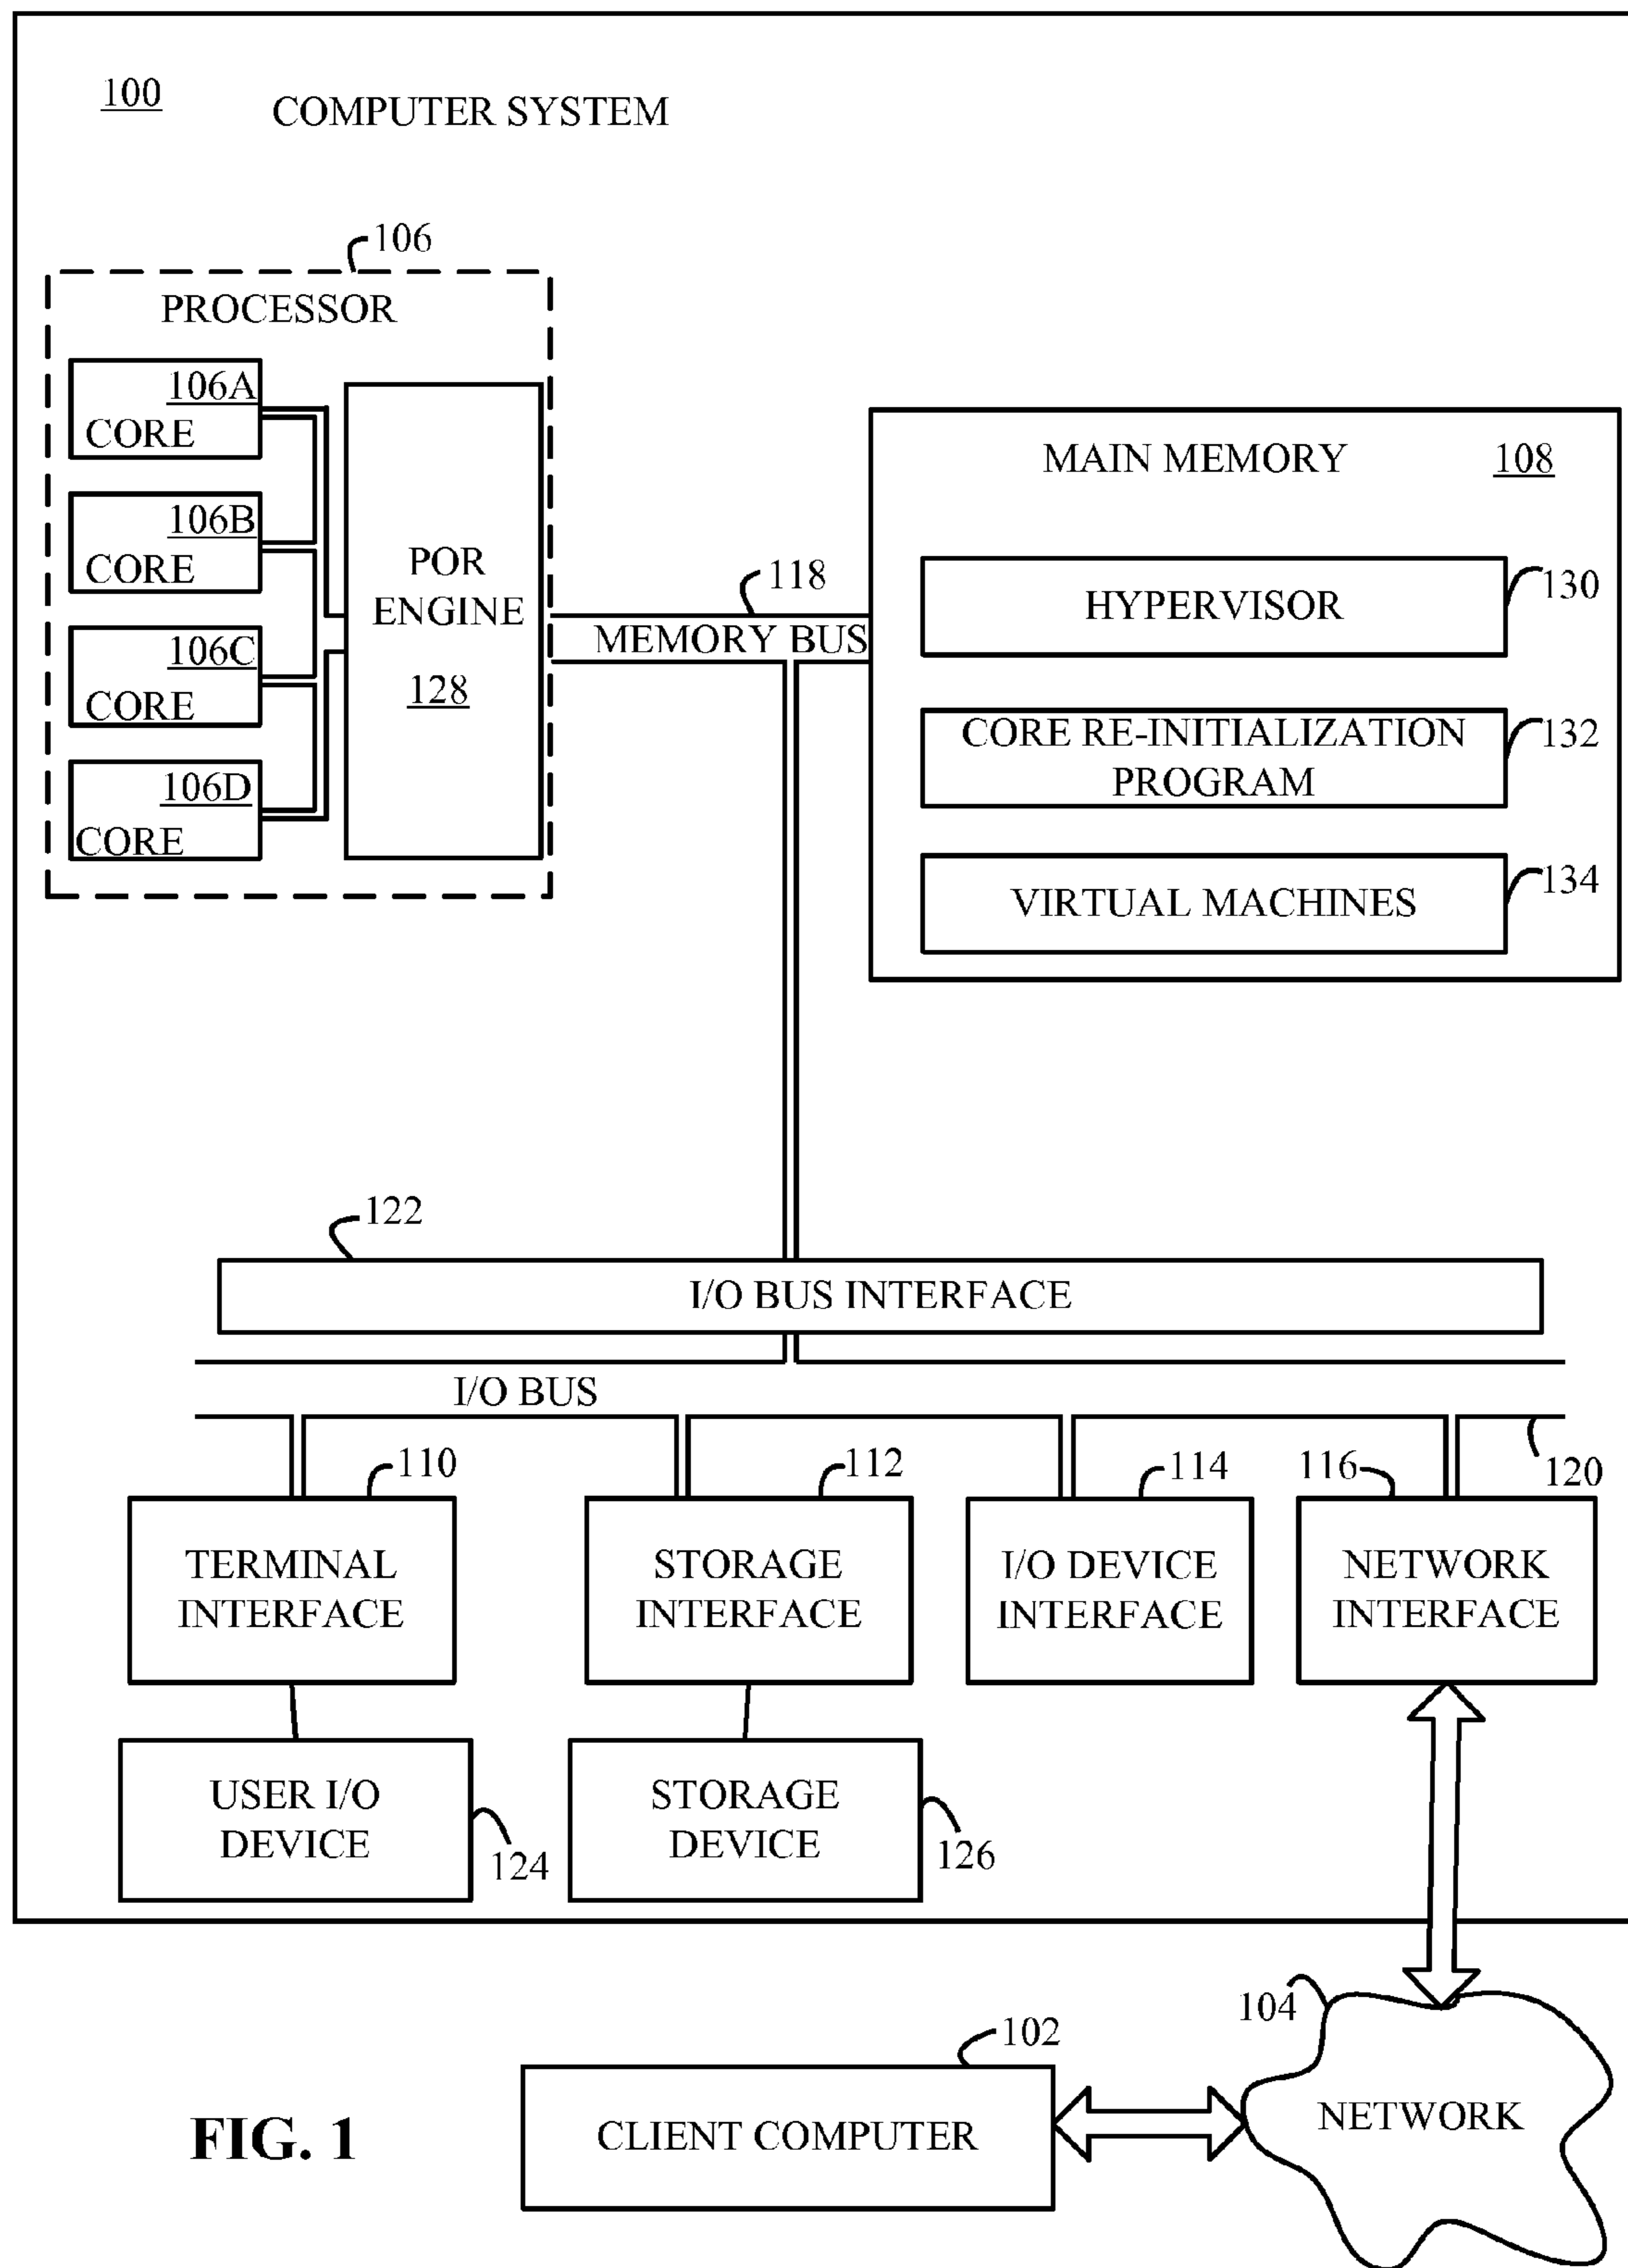 100
COMPUTER SYSTEM
106
PROCESSOR
106A
CORE
106B
CORE
106C
CORE
106D
CORE
POR
ENGINE
128
118
MEMORY BUS
MAIN MEMORY 108
HYPERVISOR
130
CORE RE-INITIALIZATION
PROGRAM
132
VIRTUAL MACHINES
134
122
I/O BUS INTERFACE
I/O BUS
120
110
TERMINAL
INTERFACE
112
STORAGE
INTERFACE
114
I/O DEVICE
INTERFACE
116
NETWORK
INTERFACE
USER I/O
DEVICE
124
STORAGE
DEVICE
126
104
NETWORK
102
CLIENT COMPUTER
FIG. 1